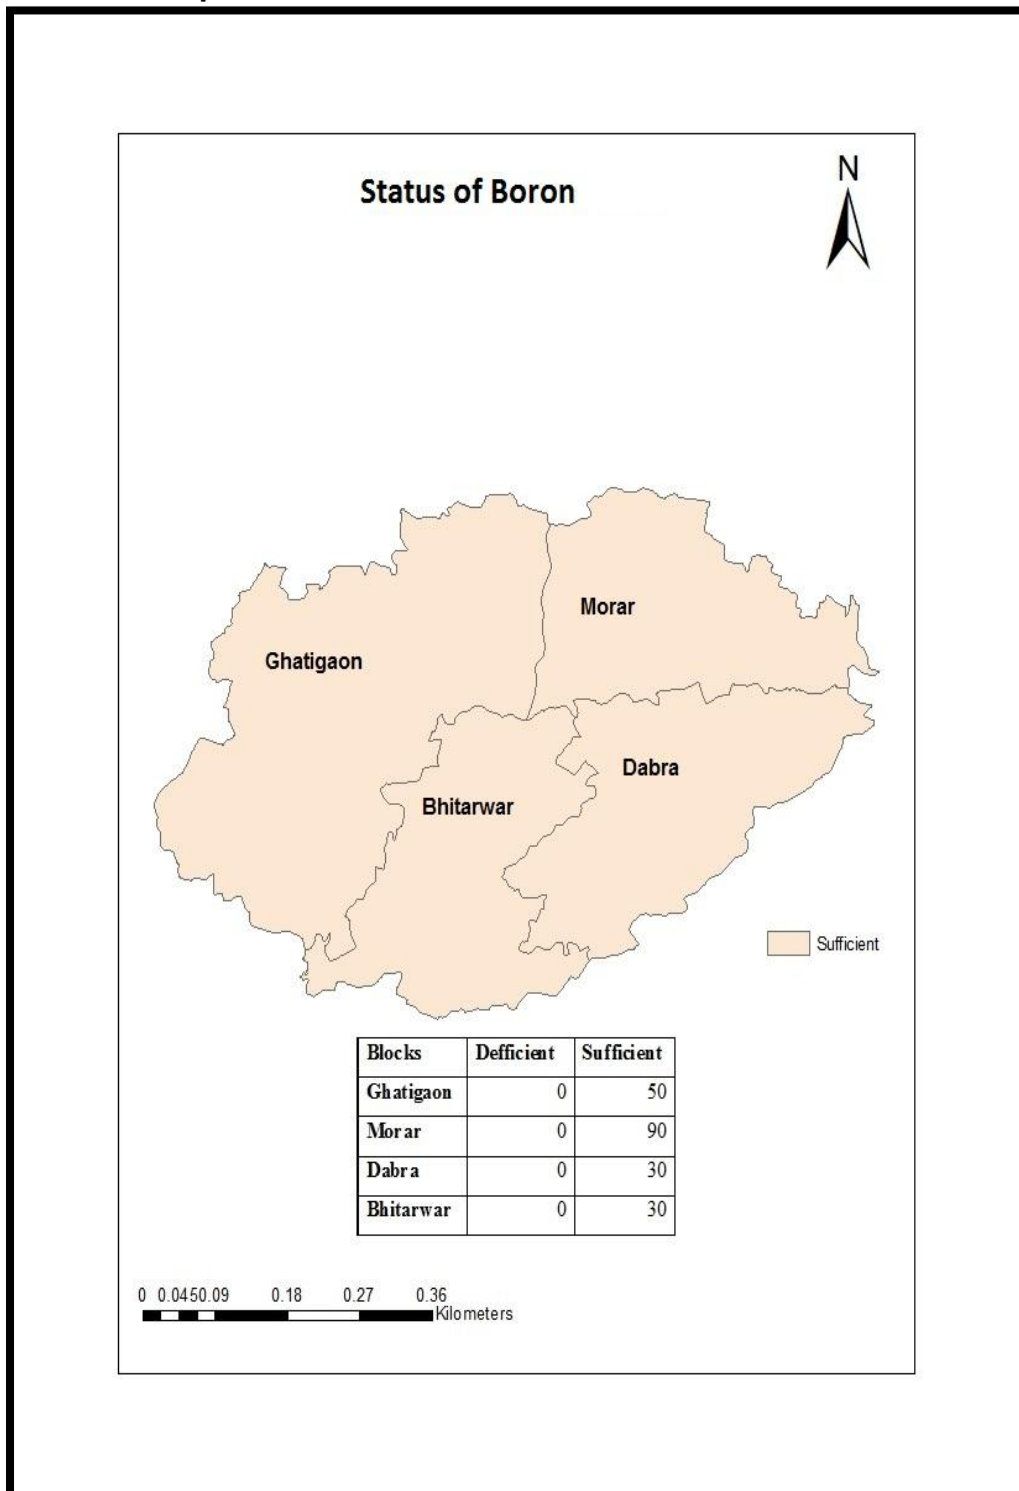 Status of Boron
N
Morar
Ghatigaon
Dabra
Bhitarwar
Sufficient
Blocks Defficient Sufficient
Ghatigaon 0 50
Morar 0 90
Dabra 0 30
Bhitarwar 0 30
0 0.0450.09 0.18 0.27 0.36
Kilometers